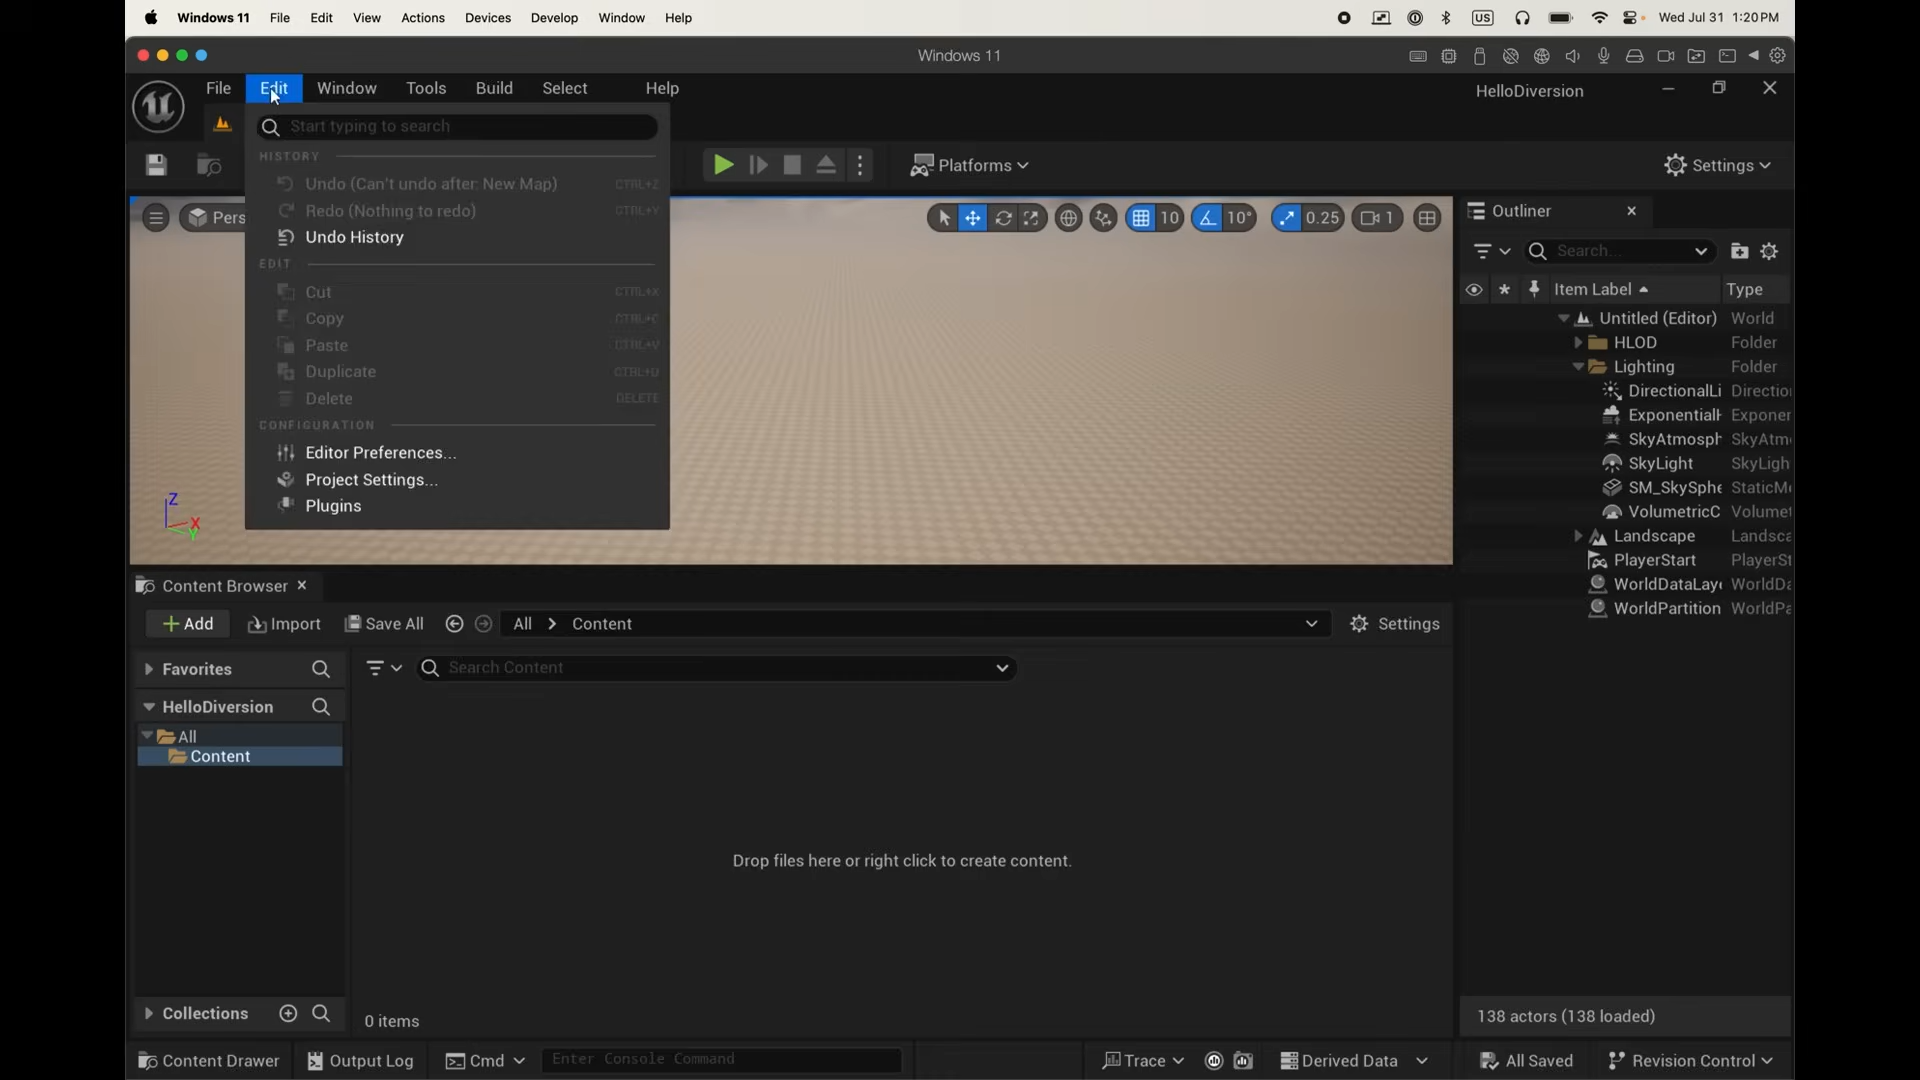 Windows 11 File Edit View Actions Devices Develop Window Help US Wed Jul 31 1:20 PM
Windows 11
File Edit Window Tools Build Select Help HelloDiversion
Start typing to search
HISTORY
Undo (Can't undo after: New Map) CTRL+Z
Redo (Nothing to redo) CTRL+Y
Undo History
EDIT
Cut CTRL+X
Copy CTRL+C
Paste CTRL+V
Duplicate CTRL+D
Delete DELETE
CONFIGURATION
Editor Preferences...
Project Settings...
Plugins
Platforms Settings
Pers 10 10° 0.25 1
Z
X
Y
Outliner
Search...
Item Label Type
Untitled (Editor) World
HLOD Folder
Lighting Folder
DirectionalLi Directio
ExponentialH Exponen
SkyAtmosph SkyAtm
SkyLight SkyLigh
SM_SkySphe StaticMe
VolumetricC Volumet
Landscape Landsca
PlayerStart PlayerSt
WorldDataLaye WorldDa
WorldPartition WorldPa
138 actors (138 loaded)
Content Browser
Add Import Save All All Content Settings
Favorites Search Content
HelloDiversion
All
Content
Drop files here or right click to create content.
Collections
0 items
Content Drawer Output Log Cmd Enter Console Command Trace Derived Data All Saved Revision Control